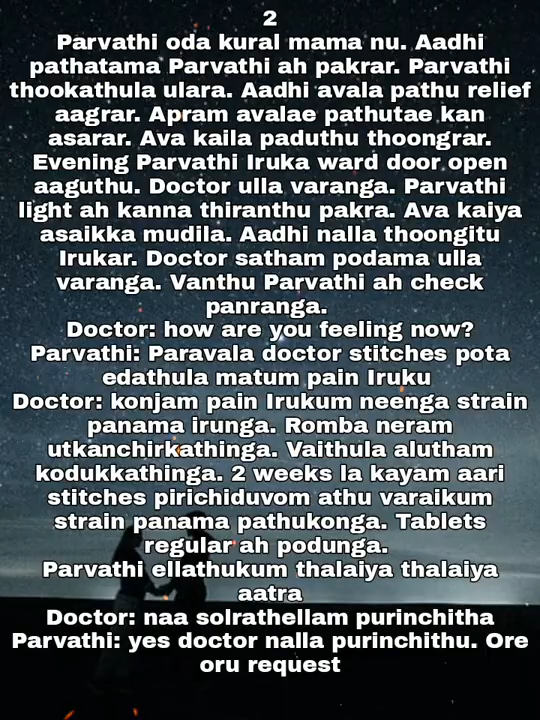 2
Parvathi oda kural mama nu. Aadhi
pathatama Parvathi ah pakrar. Parvathi
thookathula ulara. Aadhi avala pathu relief
aagrar. Apram avalae pathutae kan
asarar. Ava kaila paduthu thoongrar.
Evening Parvathi Iruka ward door open
aaguthu. Doctor ulla varanga. Parvathi
light ah kanna thiranthu pakra. Ava kaiya
asaikka mudila. Aadhi nalla thoongitu
Irukar. Doctor satham podama ulla
varanga. Vanthu Parvathi ah check
panranga.
Doctor: how are you feeling now?
Parvathi: Paravala doctor stitches pota
edathula matum pain Iruku
Doctor: konjam pain Irukum neenga strain
panama irunga. Romba neram
utkanchirkathinga. Vaithula alutham
kodukkathinga. 2 weeks la kayam aari
stitches pirichiduvom athu varaikum
strain panama pathukonga. Tablets
regular ah podunga.
Parvathi ellathukum thalaiya thalaiya
aatra
Doctor: naa solrathellam purinchitha
Parvathi: yes doctor nalla purinchithu. Ore
oru request